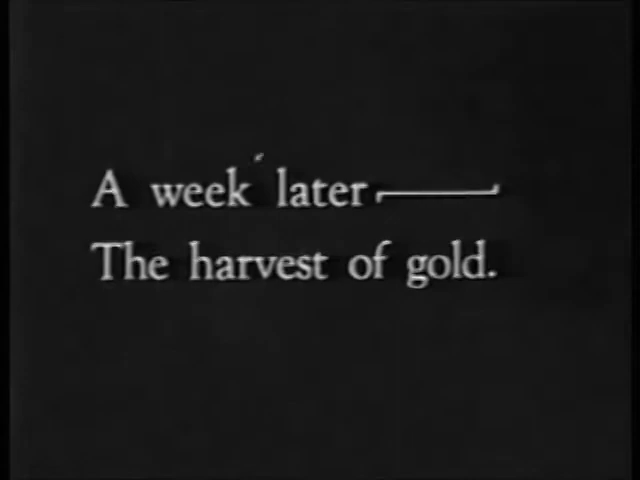 A week later —
The harvest of gold.